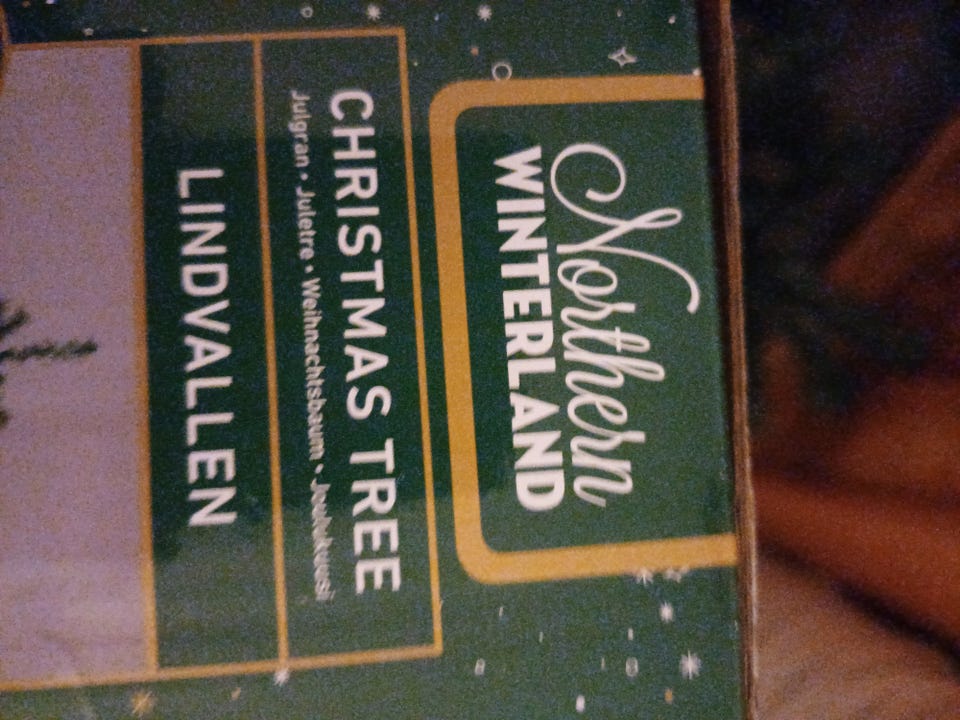 Northern
WINTERLAND
CHRISTMAS TREE
Julgran • Juletre • Weihnachtsbaum • Joulukuusi
LINDVALLEN